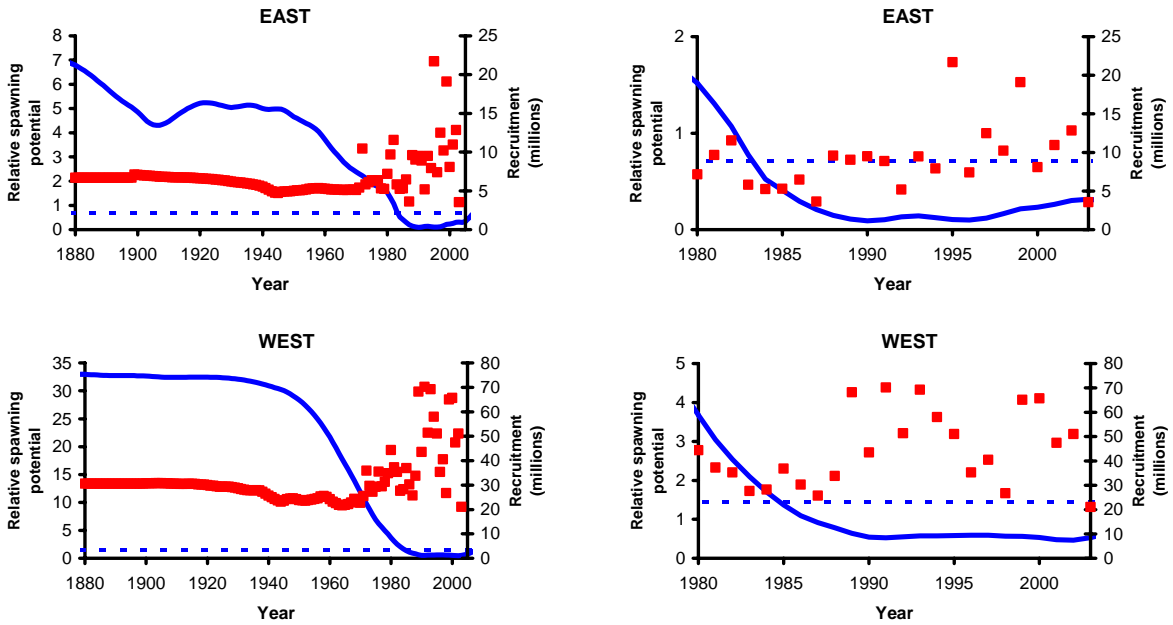 EAST
Relative spawning
potential
8
7
6
5
4
3
2
1
0
25
20
15
10
5
0
Recruitment
(millions)
1880 1900 1920 1940 1960 1980 2000
Year
EAST
Relative spawning
potential
2
1
0
25
20
15
10
5
0
Recruitment
(millions)
1980 1985 1990 1995 2000
Year
WEST
Relative spawning
potential
35
30
25
20
15
10
5
0
80
70
60
50
40
30
20
10
0
Recruitment
(millions)
1880 1900 1920 1940 1960 1980 2000
Year
WEST
Relative spawning
potential
5
4
3
2
1
0
80
70
60
50
40
30
20
10
0
Recruitment
(millions)
1980 1985 1990 1995 2000
Year